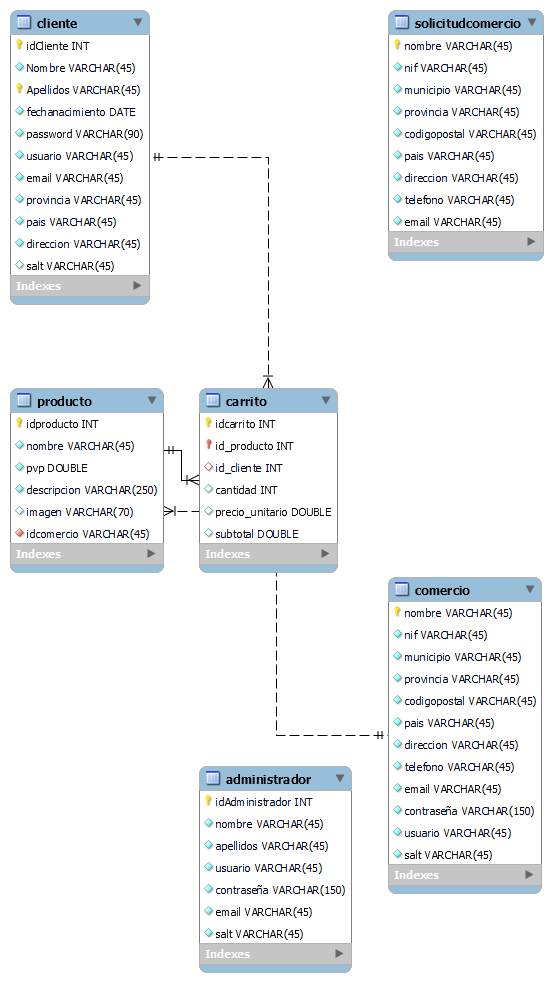 cliente
idCliente INT
Nombre VARCHAR(45)
Apellidos VARCHAR(45)
fechanacimiento DATE
password VARCHAR(90)
usuario VARCHAR(45)
email VARCHAR(45)
provincia VARCHAR(45)
pais VARCHAR(45)
direccion VARCHAR(45)
salt VARCHAR(45)
Indexes
solicitudcomercio
nombre VARCHAR(45)
nif VARCHAR(45)
municipio VARCHAR(45)
provincia VARCHAR(45)
codigopostal VARCHAR(45)
pais VARCHAR(45)
direccion VARCHAR(45)
telefono VARCHAR(45)
email VARCHAR(45)
Indexes
producto
idproducto INT
nombre VARCHAR(45)
pvp DOUBLE
descripcion VARCHAR(250)
imagen VARCHAR(70)
idcomercio VARCHAR(45)
Indexes
carrito
idcarrito INT
id_producto INT
id_cliente INT
cantidad INT
precio_unitario DOUBLE
subtotal DOUBLE
Indexes
comercio
nombre VARCHAR(45)
nif VARCHAR(45)
municipio VARCHAR(45)
provincia VARCHAR(45)
codigopostal VARCHAR(45)
pais VARCHAR(45)
direccion VARCHAR(45)
telefono VARCHAR(45)
email VARCHAR(45)
contraseña VARCHAR(150)
usuario VARCHAR(45)
salt VARCHAR(45)
Indexes
administrador
idAdministrador INT
nombre VARCHAR(45)
apellidos VARCHAR(45)
usuario VARCHAR(45)
contraseña VARCHAR(150)
email VARCHAR(45)
salt VARCHAR(45)
Indexes